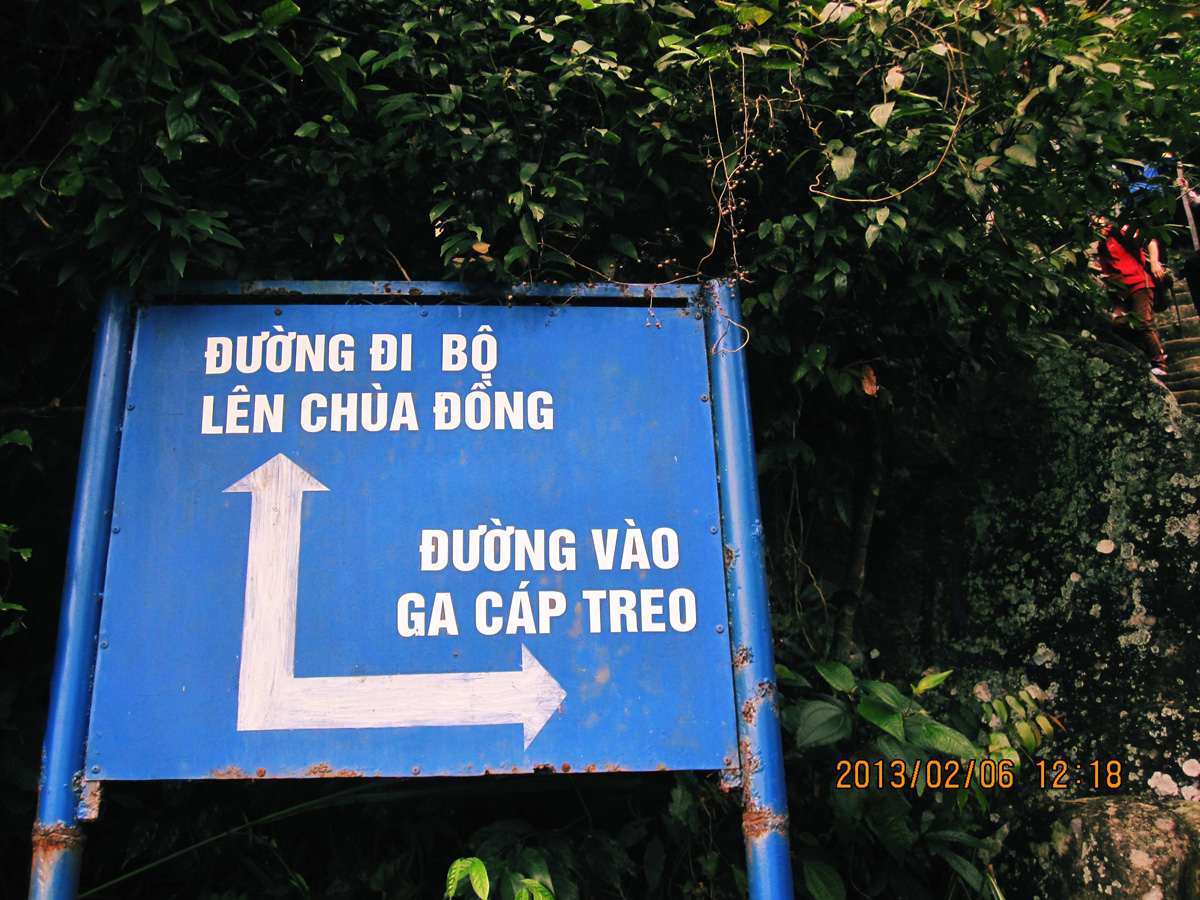 ĐƯỜNG ĐI BỘ
LÊN CHÙA ĐỒNG
ĐƯỜNG VÀO
GA CÁP TREO
2013/02/06 12:18